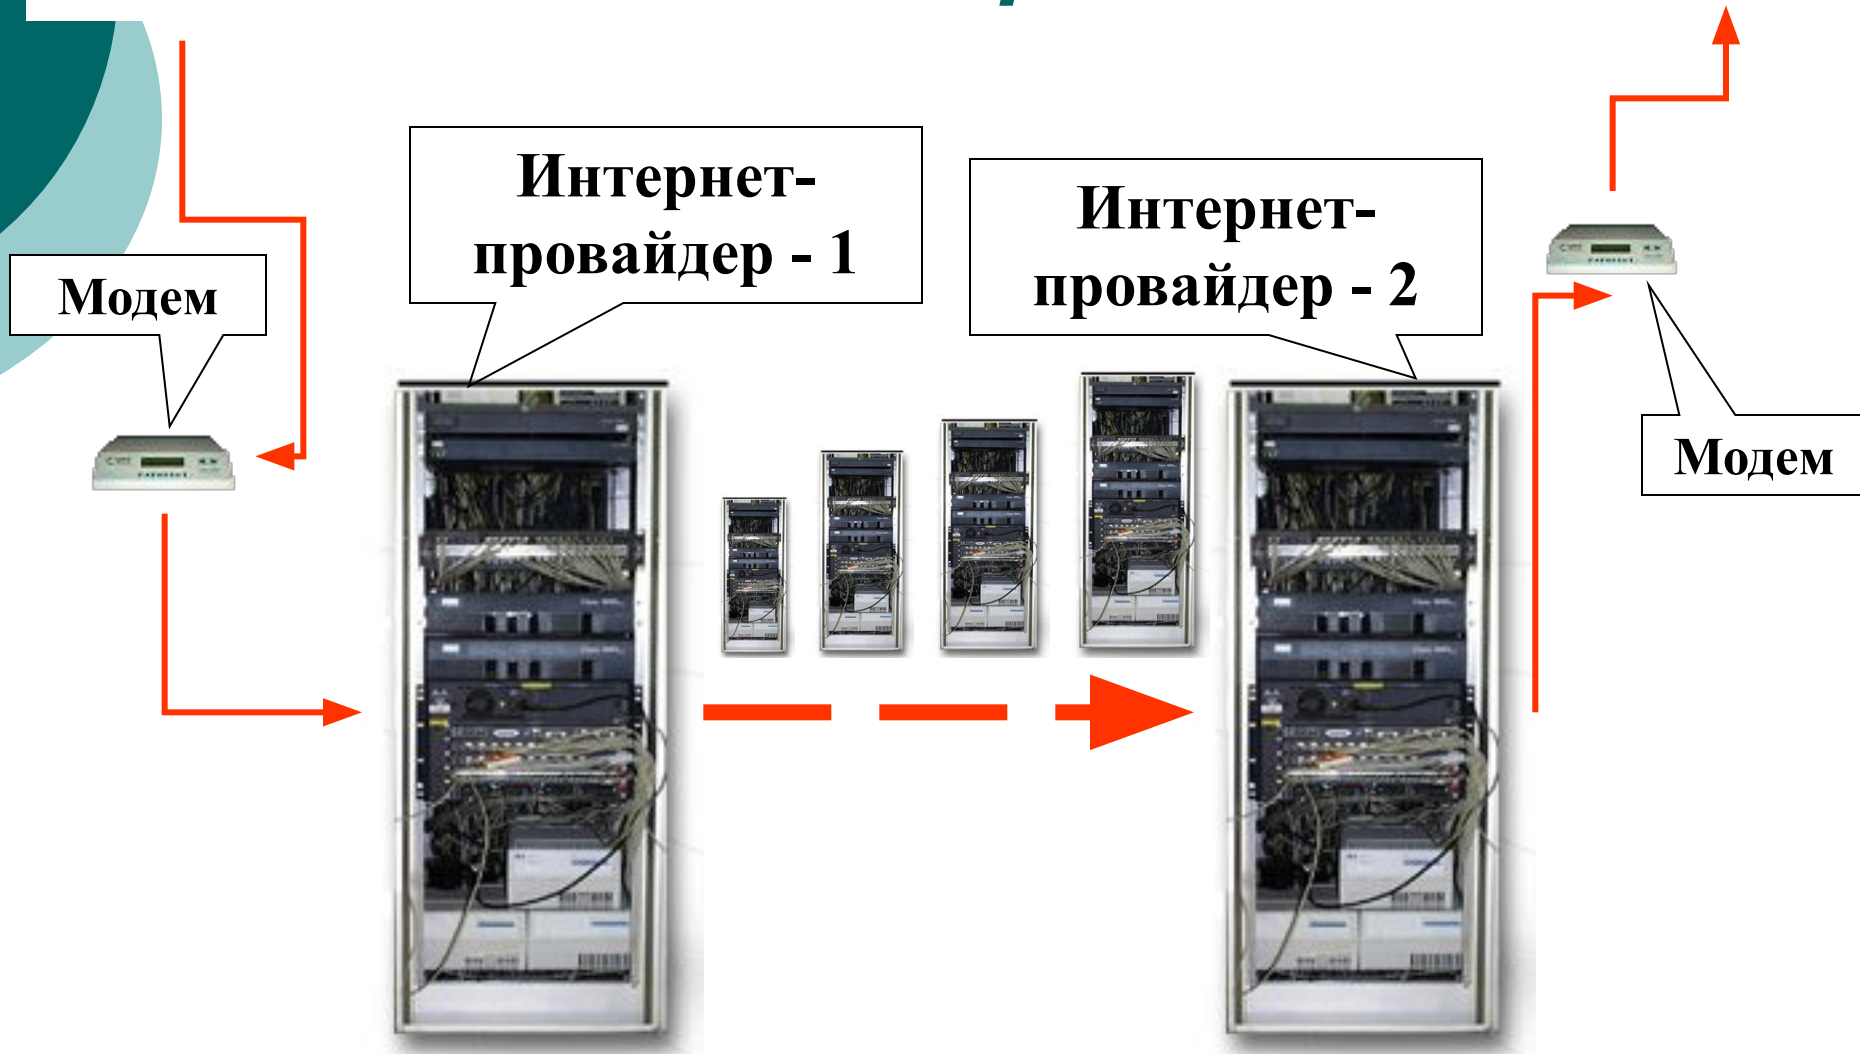 Интернет-
провайдер - 1
Интернет-
провайдер - 2
Модем
Модем